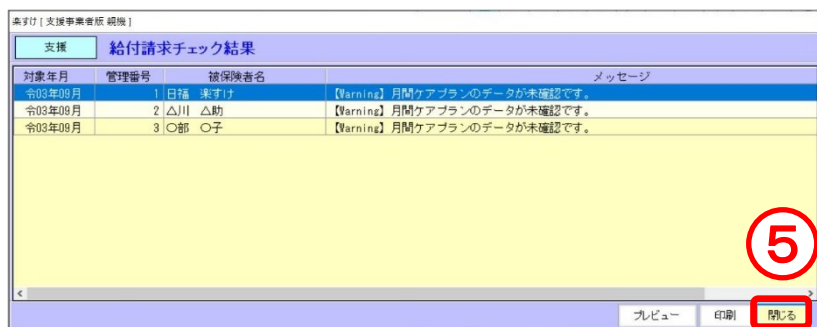 楽すけ [ 支援事業者版 親機 ]
支援 給付請求チェック結果
対象年月 管理番号 被保険者名 メッセージ
令03年09月 1 日福 楽すけ 【Warning】月間ケアプランのデータが未確認です。
令03年09月 2 △川 △助 【Warning】月間ケアプランのデータが未確認です。
令03年09月 3 〇部 〇子 【Warning】月間ケアプランのデータが未確認です。
⑤
プレビュー 印刷 閉じる